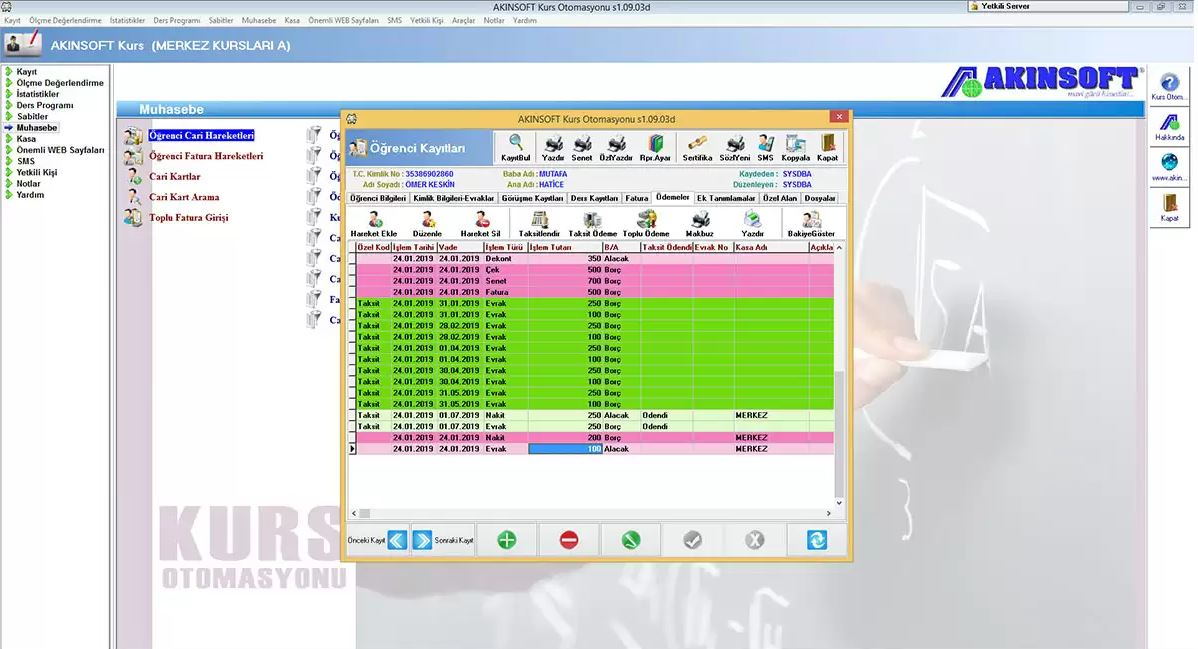 AKINSOFT Kurs Otomasyonu s1.09.03d
Yetkili Server
Kayıt Ölçme Değerlendirme İstatistikler Ders Programı Sabitler Muhasebe Kasa Önemli WEB Sayfaları SMS Yetkili Kişi Araçlar Notlar Yardım
AKINSOFT Kurs (MERKEZ KURSLARI A)
Kayıt
Ölçme Değerlendirme
İstatistikler
Ders Programı
Sabitler
Muhasebe
Kasa
Önemli WEB Sayfaları
SMS
Yetkili Kişi
Notlar
Yardım
AKINSOFT
Muhasebe
Öğrenci Cari Hareketleri
Öğrenci Fatura Hareketleri
Cari Kartlar
Cari Kart Arama
Toplu Fatura Girişi
Kurs Otom...
Hakkında
www.akin...
Kapat
AKINSOFT Kurs Otomasyonu s1.09.03d
Öğrenci Kayıtları
KayıtBul Yazdır Senet ÖzlYazdır Rpr.Ayar Sertifika SözlYeni SMS Kopyala Kapat
T.C. Kimlik No : 35386902860 Baba Adı : MUTAFA Kaydeden : SYSDBA
Adı Soyadı : ÖMER KESKİN Ana Adı : HATİCE Düzenleyen : SYSDBA
Öğrenci Bilgileri Kimlik Bilgileri-Evraklar Görüşme Kayıtları Ders Kayıtları Fatura Ödemeler Ek Tanımlamalar Özel Alan Dosyalar
Hareket Ekle Düzenle Hareket Sil Taksitlendir Taksit Ödeme Toplu Ödeme Makbuz Yazdır BakiyeGöster
Özel Kod İşlem Tarihi Vade İşlem Türü İşlem Tutarı B/A Taksit Ödendi Evrak No Kasa Adı Açıkla
24.01.2019 24.01.2019 Dekont 350 Alacak
24.01.2019 24.01.2019 Çek 500 Borç
24.01.2019 24.01.2019 Senet 700 Borç
24.01.2019 24.01.2019 Fatura 500 Borç
Taksit 24.01.2019 31.01.2019 Evrak 250 Borç
Taksit 24.01.2019 31.01.2019 Evrak 100 Borç
Taksit 24.01.2019 28.02.2019 Evrak 250 Borç
Taksit 24.01.2019 28.02.2019 Evrak 100 Borç
Taksit 24.01.2019 01.04.2019 Evrak 250 Borç
Taksit 24.01.2019 01.04.2019 Evrak 100 Borç
Taksit 24.01.2019 30.04.2019 Evrak 250 Borç
Taksit 24.01.2019 30.04.2019 Evrak 100 Borç
Taksit 24.01.2019 31.05.2019 Evrak 250 Borç
Taksit 24.01.2019 31.05.2019 Evrak 100 Borç
Taksit 24.01.2019 01.07.2019 Nakit 250 Alacak Ödendi MERKEZ
Taksit 24.01.2019 01.07.2019 Evrak 250 Borç Ödendi
24.01.2019 24.01.2019 Nakit 200 Borç MERKEZ
24.01.2019 24.01.2019 Evrak 100 Alacak MERKEZ
Önceki Kayıt Sonraki Kayıt
KURS
OTOMASYONU